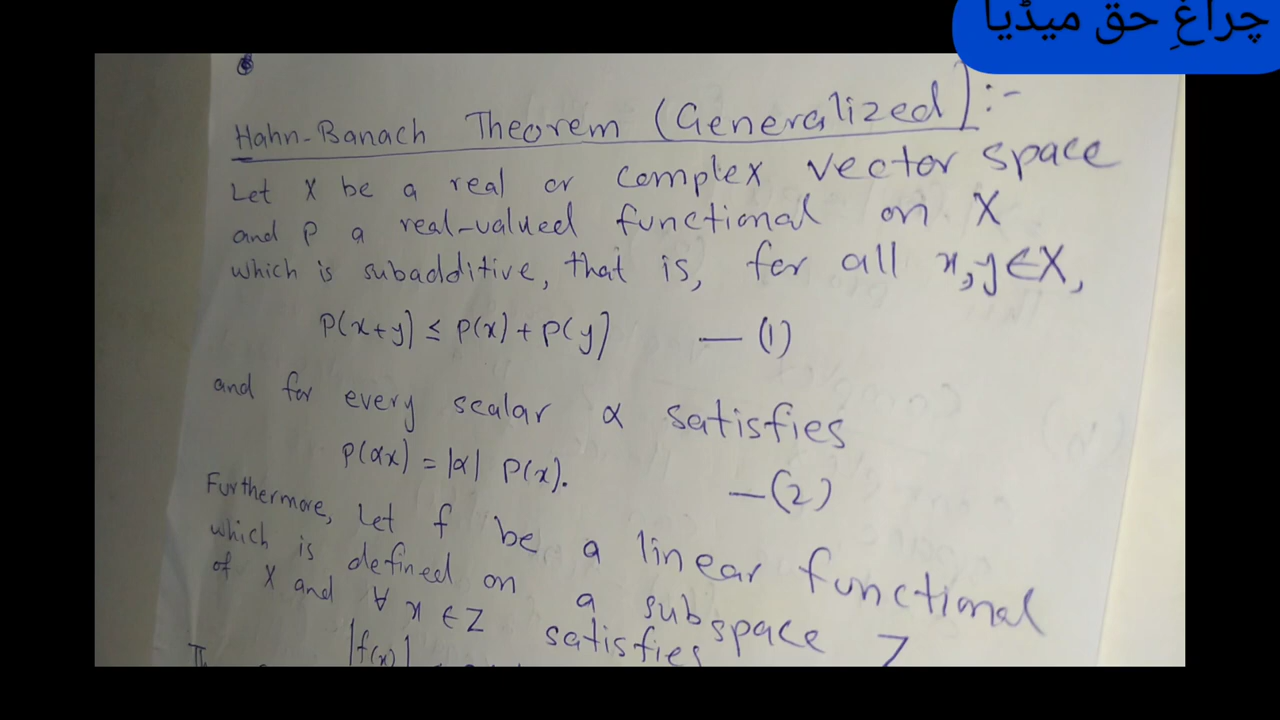 چراغِ حق میڈیا
Hahn-Banach Theorem (Generalized):-
Let X be a real or complex vector space
and p a real-valued functional on X
which is subadditive, that is, for all x,y∈X,
p(x+y) ≤ p(x) + p(y) — (1)
and for every scalar α satisfies
p(αx) = |α| p(x). — (2)
Furthermore, Let f be a linear functional
which is defined on a subspace Z
of X and ∀ x ∈ Z satisfies
|f(x)|